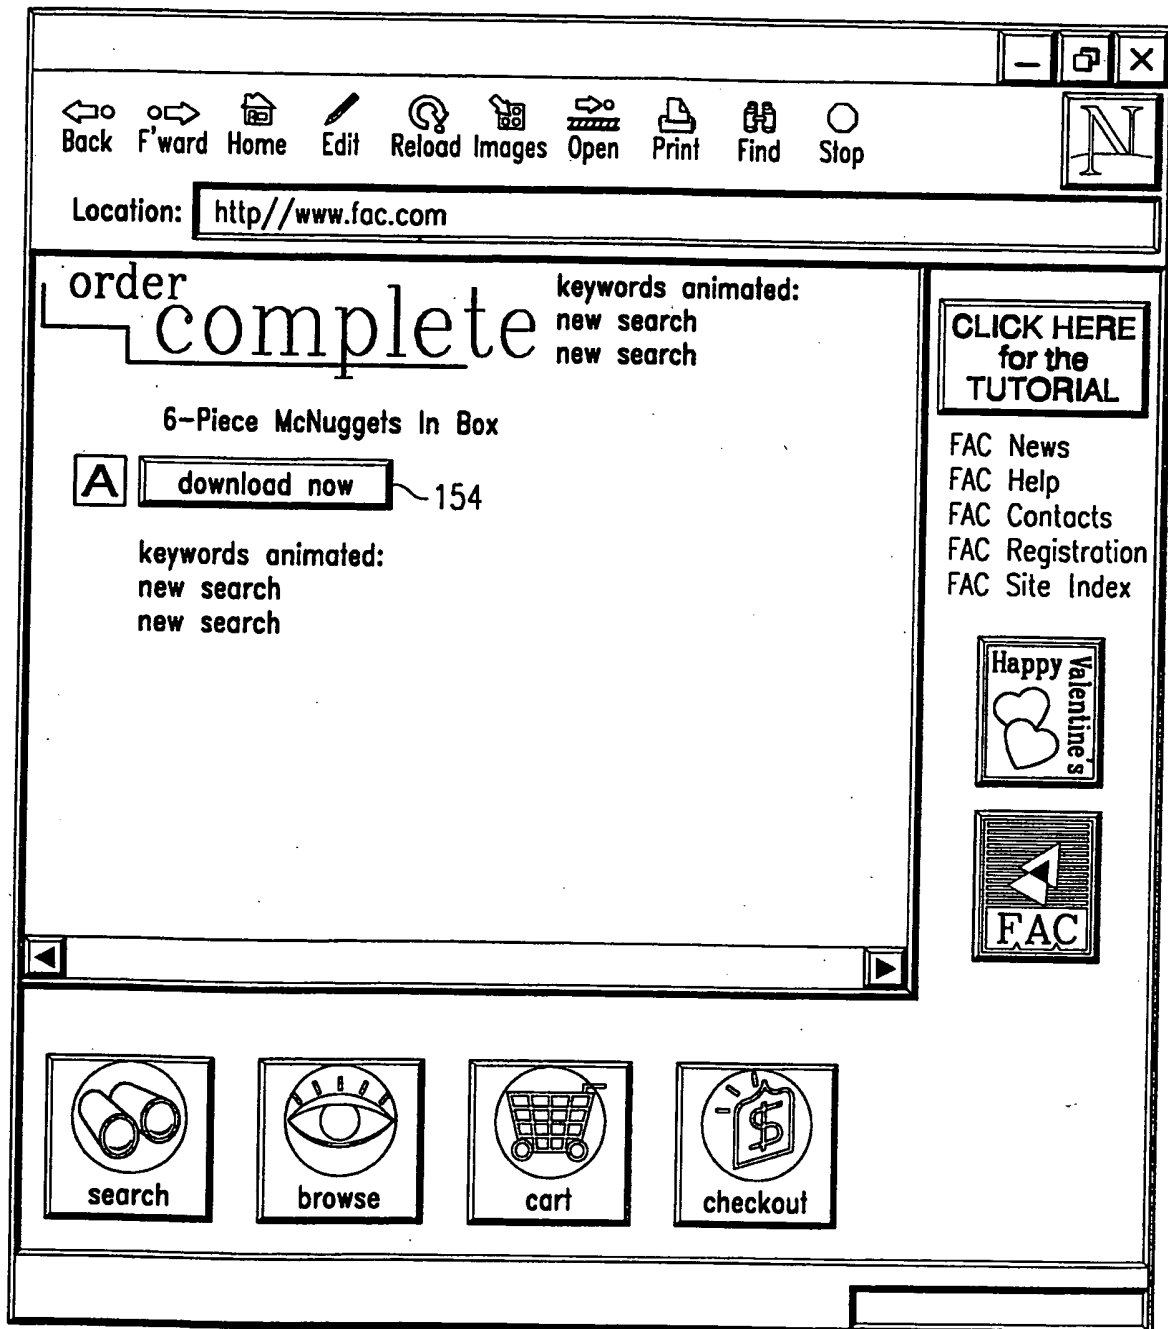 Back F'ward Home Edit Reload Images Open Print Find Stop
N
Location: http//www.fac.com
order
complete
keywords animated:
new search
new search
6-Piece McNuggets In Box
A download now 154
keywords animated:
new search
new search
CLICK HERE
for the
TUTORIAL
FAC News
FAC Help
FAC Contacts
FAC Registration
FAC Site Index
Happy
Valentine's
FAC
$
search browse cart checkout